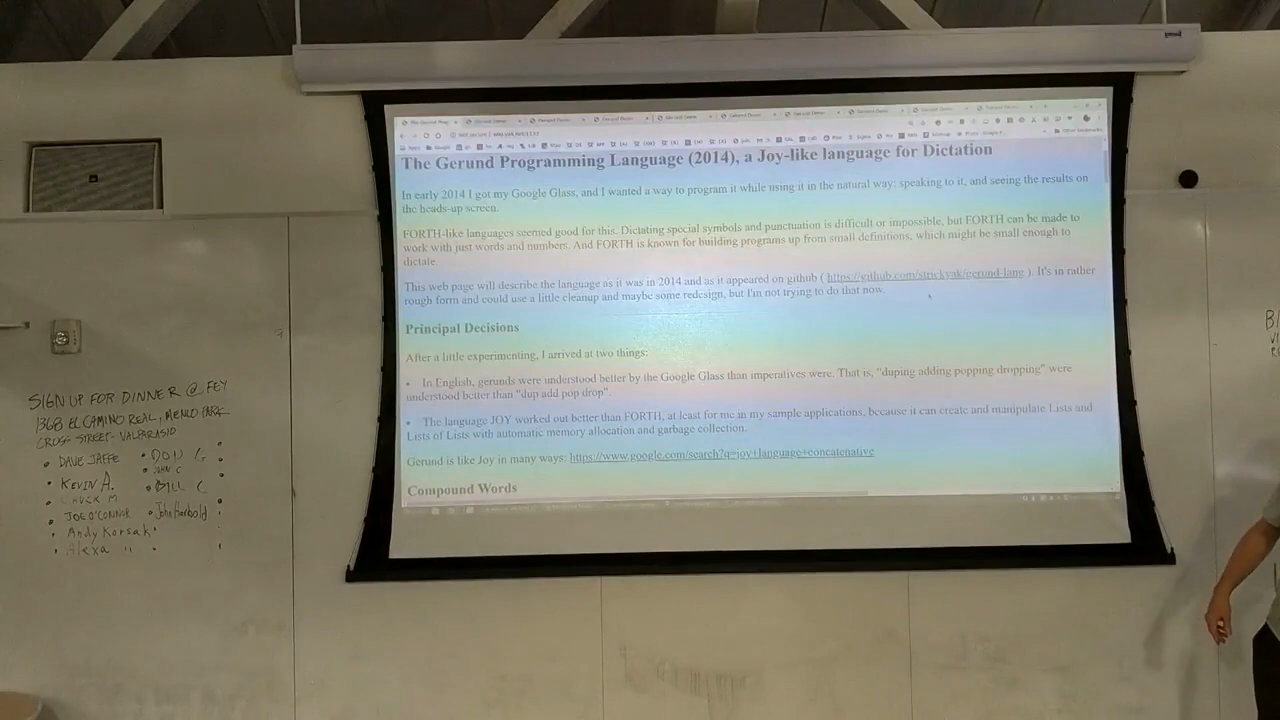 The Gerund Programming Language (2014), a Joy-like language for Dictation
In early 2014 I got my Google Glass, and I wanted a way to program it while using it in the natural way: speaking to it, and seeing the results on
the heads-up screen.
FORTH-like languages seemed good for this. Dictating special symbols and punctuation is difficult or impossible, but FORTH can be made to
work with just words and numbers. And FORTH is known for building programs up from small definitions, which might be small enough to
dictate.
This web page will describe the language as it was in 2014 and as it appeared on github ( https://github.com/strickyak/gerund-lang ). It's in rather
rough form and could use a little cleanup and maybe some redesign, but I'm not trying to do that now.
Principal Decisions
After a little experimenting, I arrived at two things:
• In English, gerunds were understood better by the Google Glass than imperatives were. That is, "duping adding popping dropping" were
understood better than "dup add pop drop".
• The language JOY worked out better than FORTH, at least for me in my sample applications, because it can create and manipulate Lists and
Lists of Lists with automatic memory allocation and garbage collection.
Gerund is like Joy in many ways: https://www.google.com/search?q=joy+language+concatenative
Compound Words
SIGN UP FOR DINNER @ FEY
1368 EL CAMINO REAL, MENLO PARK
CROSS STREET - VALPARASIO
• DAVE JAFFE • DON G
• KEVIN A. • JOHN C
• CHUCK M • BILL C
• JOE O'CONNOR • John Harbold
• Andy Korsak
• Alexa "